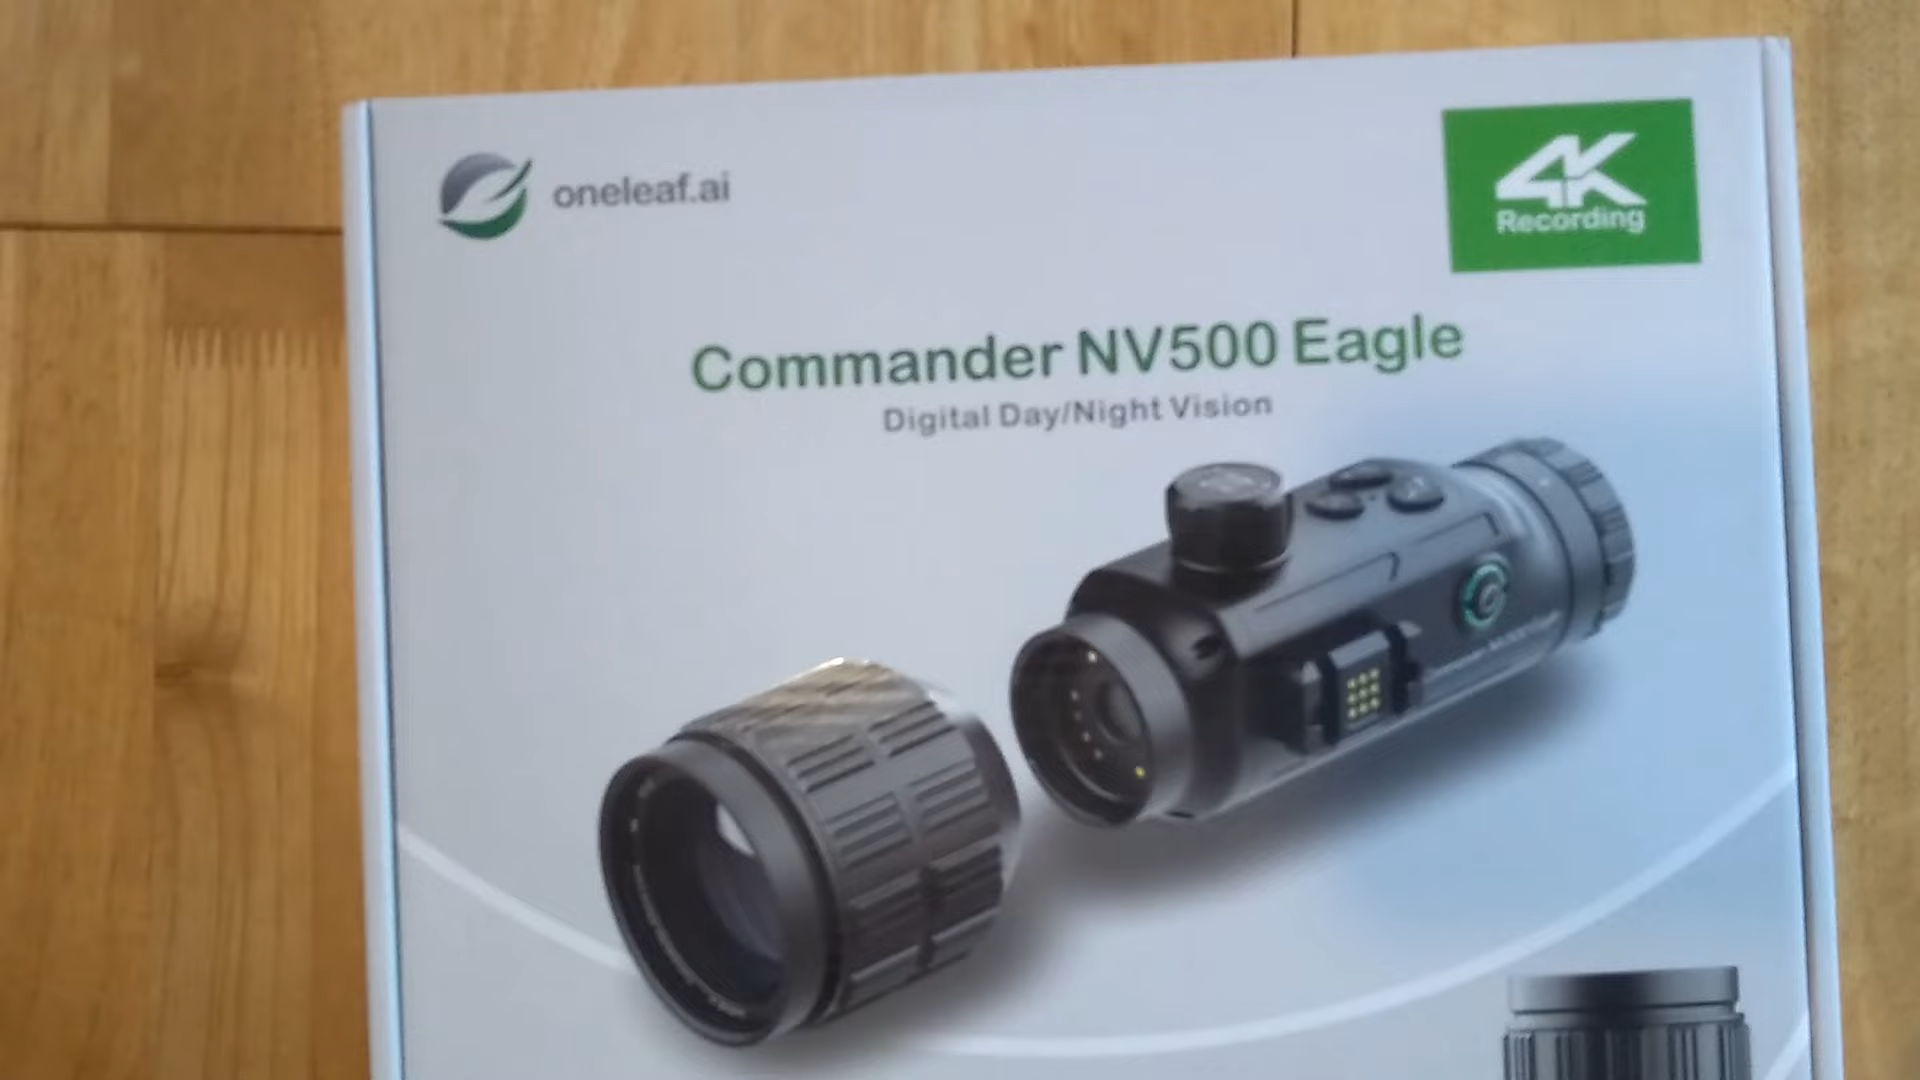 oneleaf.ai
4K
Recording
Commander NV500 Eagle
Digital Day/Night Vision